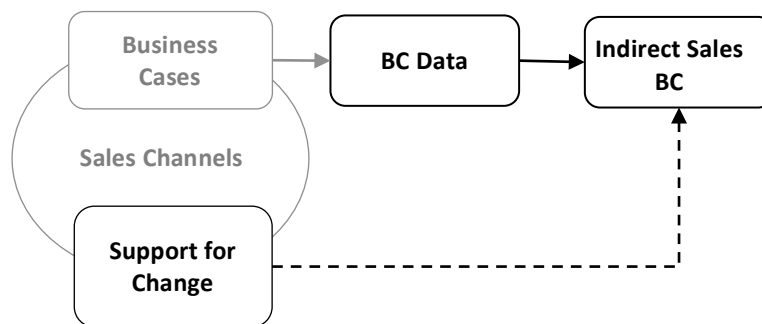 Business
Cases
BC Data
Indirect Sales
BC
Sales Channels
Support for
Change